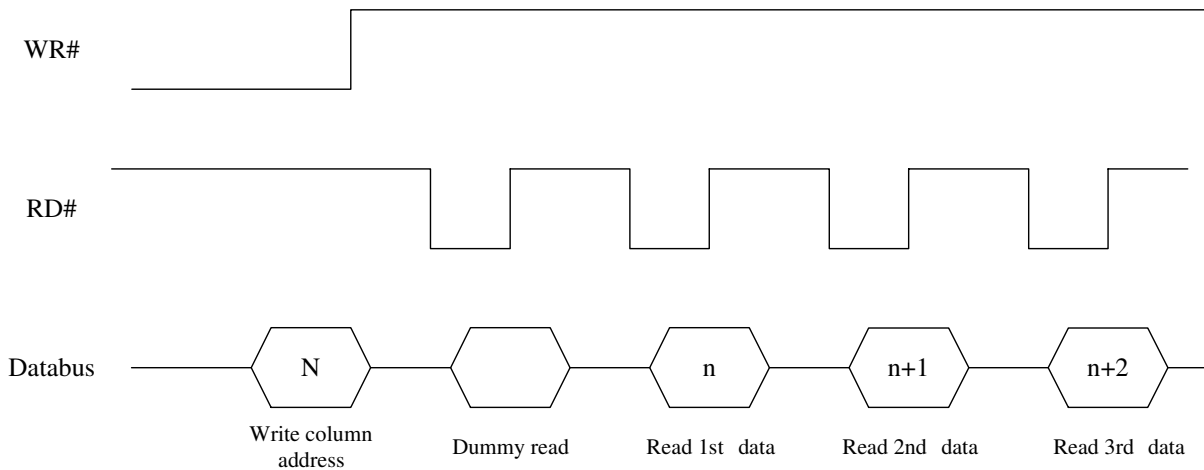 WR#
RD#
Databus
N
n
n+1
n+2
Write column
address
Dummy read
Read 1st data
Read 2nd data
Read 3rd data